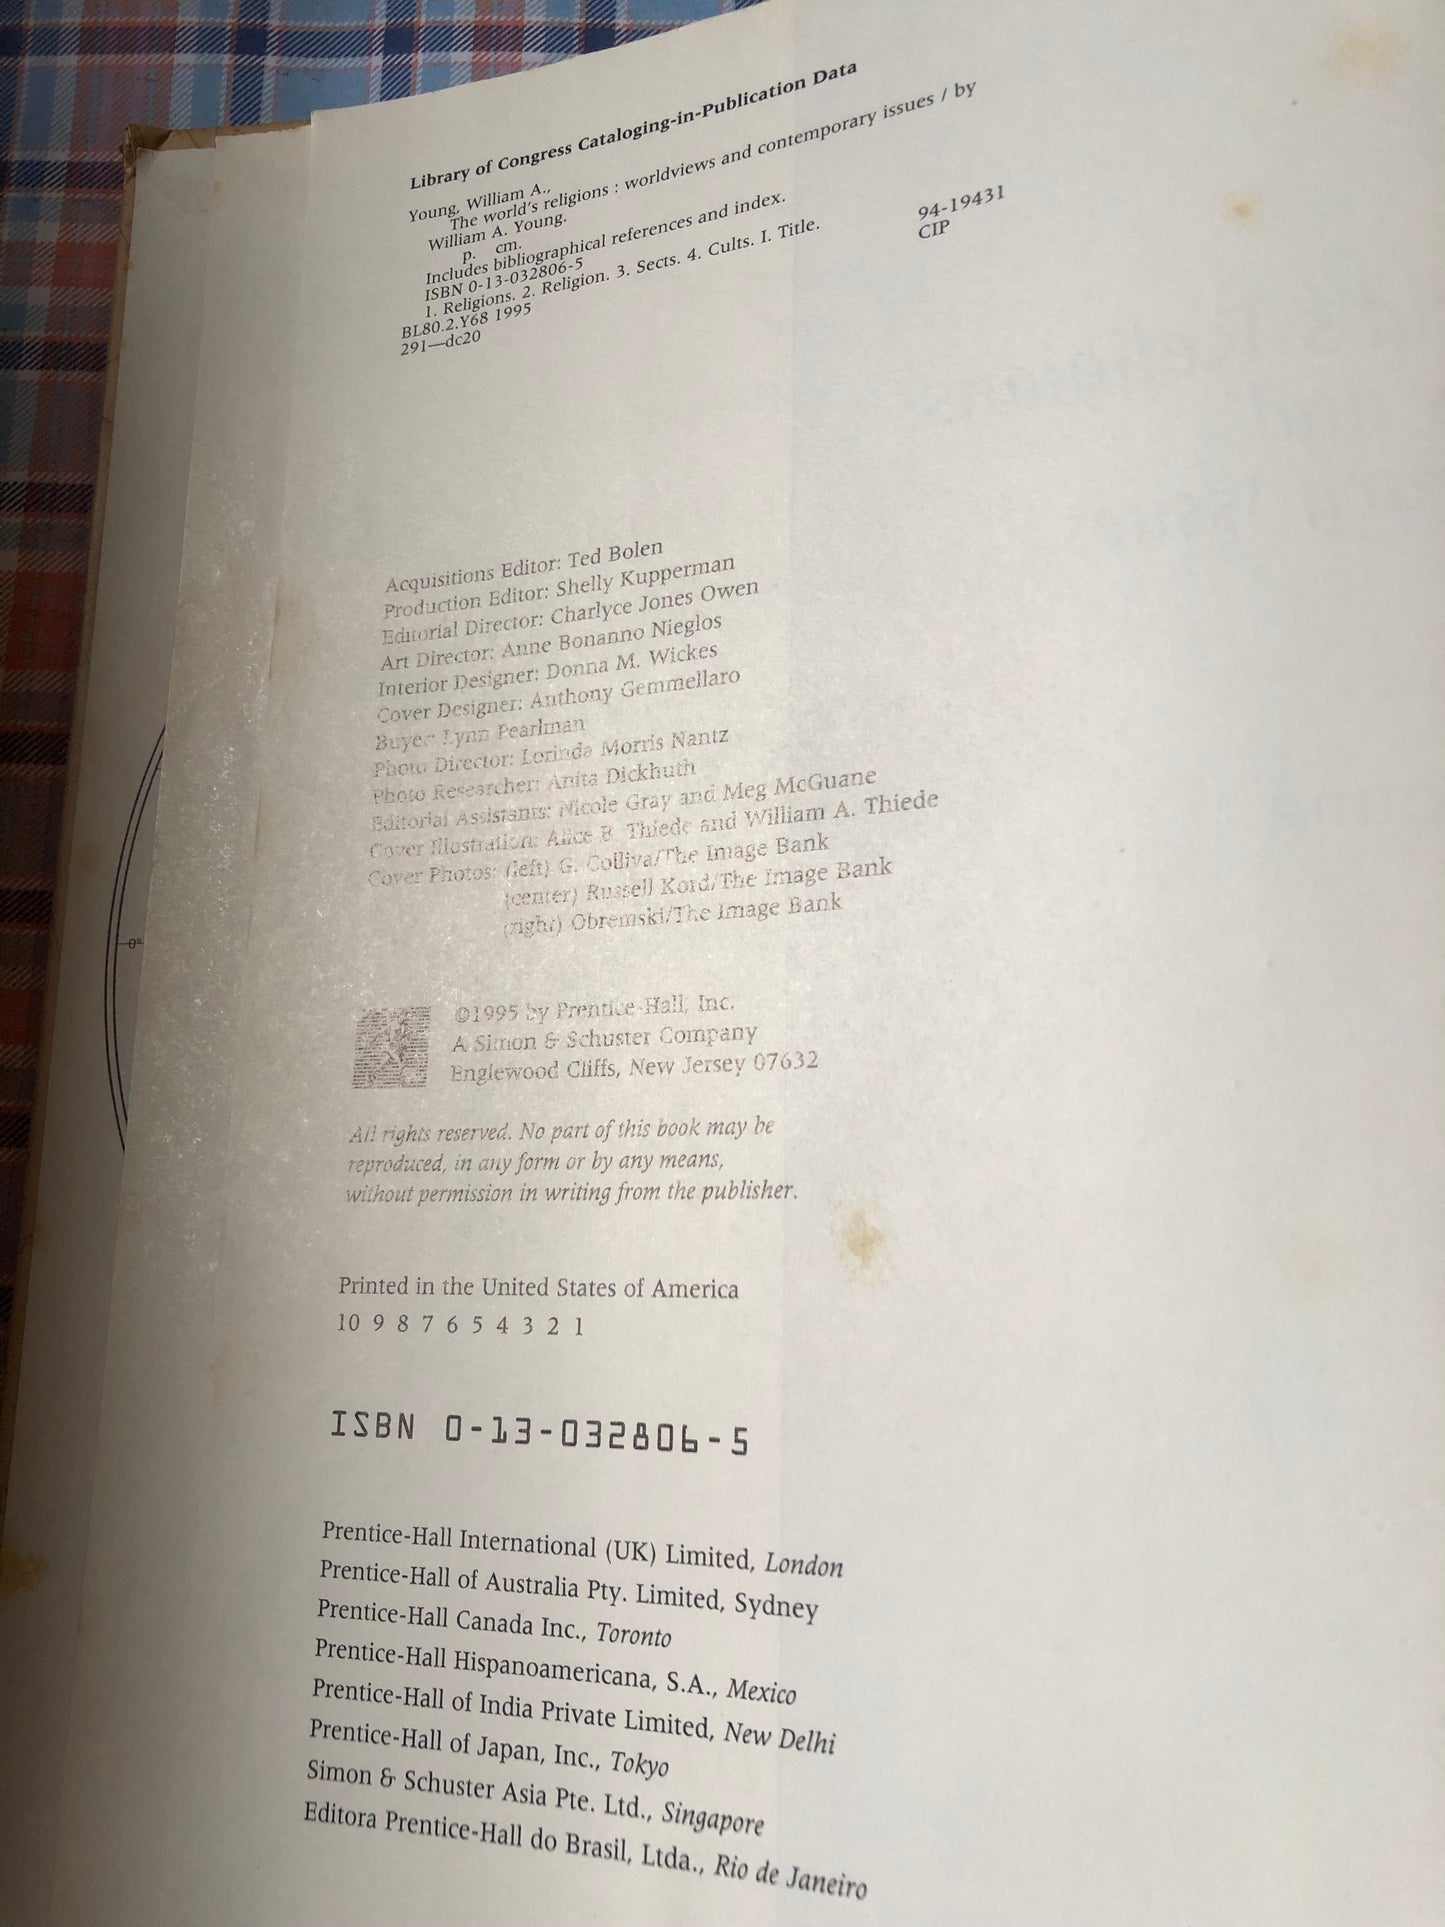 Library of Congress Cataloging-in-Publication Data
Young, William A.,
The world's religions : worldviews and contemporary issues / by
William A. Young.
p. cm.
Includes bibliographical references and index.
ISBN 0-13-032806-5
1. Religions. 2. Religion. 3. Sects. 4. Cults. I. Title.
BL80.2.Y68 1995
94-19431
291—dc20
CIP
Acquisitions Editor: Ted Bolen
Production Editor: Shelly Kupperman
Editorial Director: Charlyce Jones Owen
Art Director: Anne Bonanno Nieglos
Interior Designer: Donna M. Wickes
Cover Designer: Anthony Gemmellaro
Buyer: Lynn Pearlman
Photo Director: Lorinda Morris Nantz
Photo Researcher: Anita Dickhuth
Editorial Assistants: Nicole Gray and Meg McGuane
Cover Illustration: Alice B. Thiede and William A. Thiede
Cover Photos: (left) G. Colliva/The Image Bank
(center) Russell Kord/The Image Bank
(right) Obremski/The Image Bank
0°
©1995 by Prentice-Hall, Inc.
A Simon & Schuster Company
Englewood Cliffs, New Jersey 07632
All rights reserved. No part of this book may be
reproduced, in any form or by any means,
without permission in writing from the publisher.
Printed in the United States of America
10 9 8 7 6 5 4 3 2 1
ISBN 0-13-032806-5
Prentice-Hall International (UK) Limited, London
Prentice-Hall of Australia Pty. Limited, Sydney
Prentice-Hall Canada Inc., Toronto
Prentice-Hall Hispanoamericana, S.A., Mexico
Prentice-Hall of India Private Limited, New Delhi
Prentice-Hall of Japan, Inc., Tokyo
Simon & Schuster Asia Pte. Ltd., Singapore
Editora Prentice-Hall do Brasil, Ltda., Rio de Janeiro